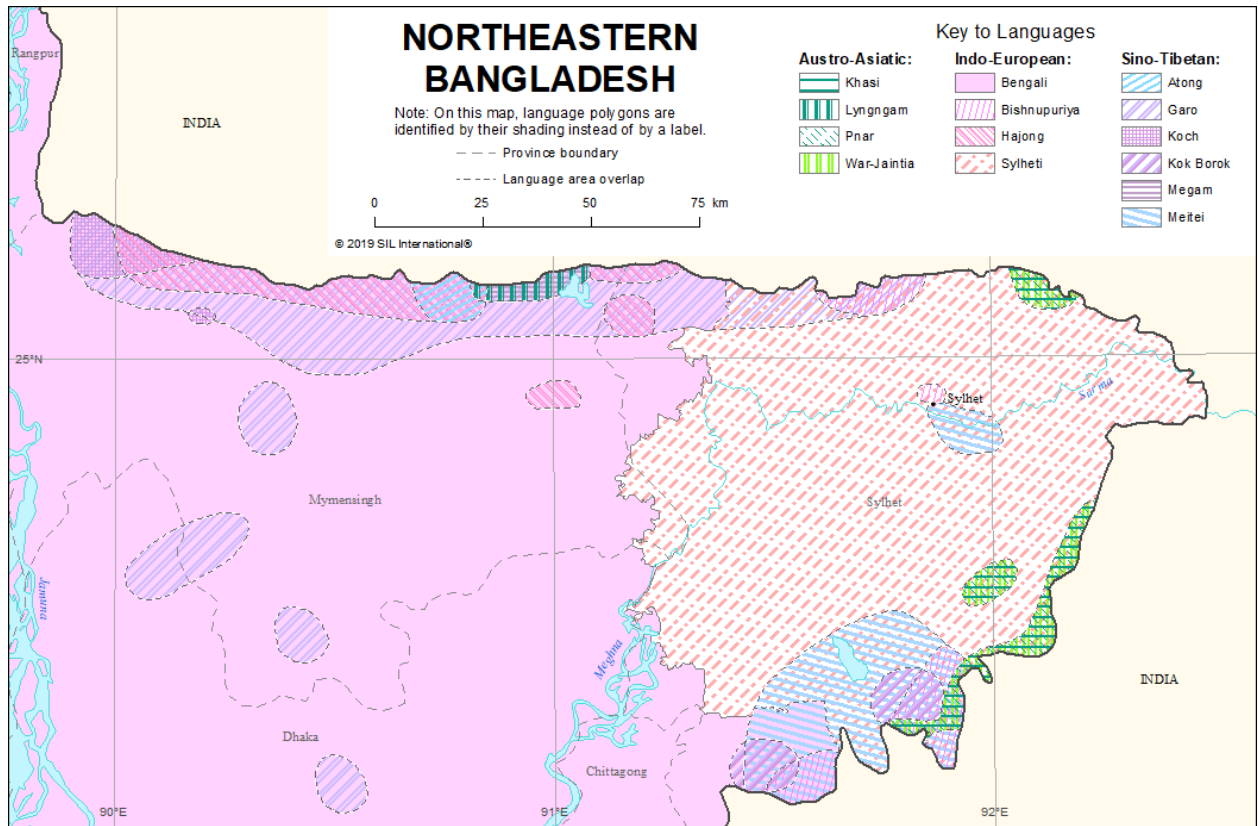 NORTHEASTERN
BANGLADESH
Note: On this map, language polygons are
identified by their shading instead of by a label.
Province boundary
Language area overlap
0 25 50 75 km
© 2019 SIL International®
Key to Languages
Austro-Asiatic:
Khasi
Lyngngam
Pnar
War-Jaintia
Indo-European:
Bengali
Bishnupuriya
Hajong
Sylheti
Sino-Tibetan:
Atong
Garo
Koch
Kok Borok
Megam
Meitei
Rangpur
INDIA
25°N
Surma
Sylhet
Mymensingh
Sylhet
Jamuna
Meghna
INDIA
Dhaka
Chittagong
90°E
91°E
92°E